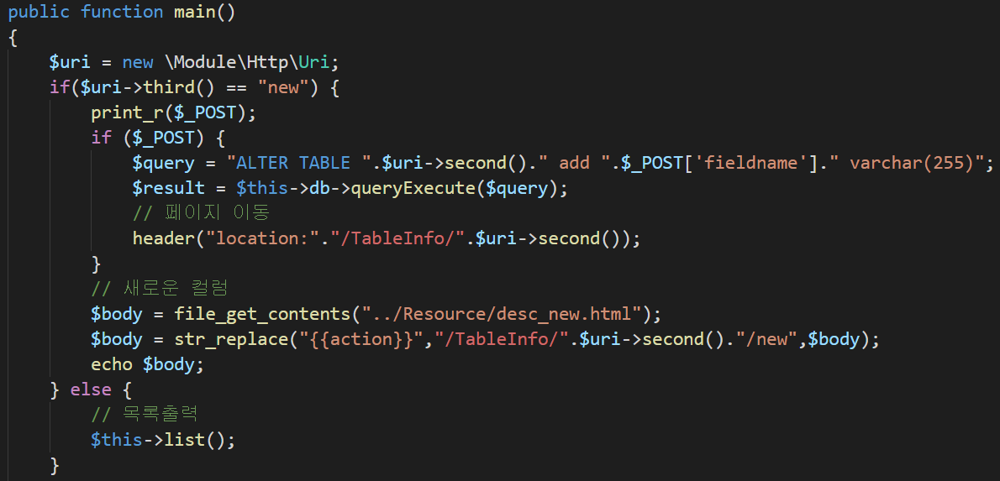 public function main()
{
    $uri = new \Module\Http\Uri;
    if($uri->third() == "new") {
        print_r($_POST);
        if ($_POST) {
            $query = "ALTER TABLE ".$uri->second()." add ".$_POST['fieldname']." varchar(255)";
            $result = $this->db->queryExecute($query);
            // 페이지 이동
            header("location:"."/TableInfo/".$uri->second());
        }
        // 새로운 컬럼
        $body = file_get_contents("../Resource/desc_new.html");
        $body = str_replace("{{action}}","/TableInfo/".$uri->second()."/new",$body);
        echo $body;
    } else {
        // 목록출력
        $this->list();
    }